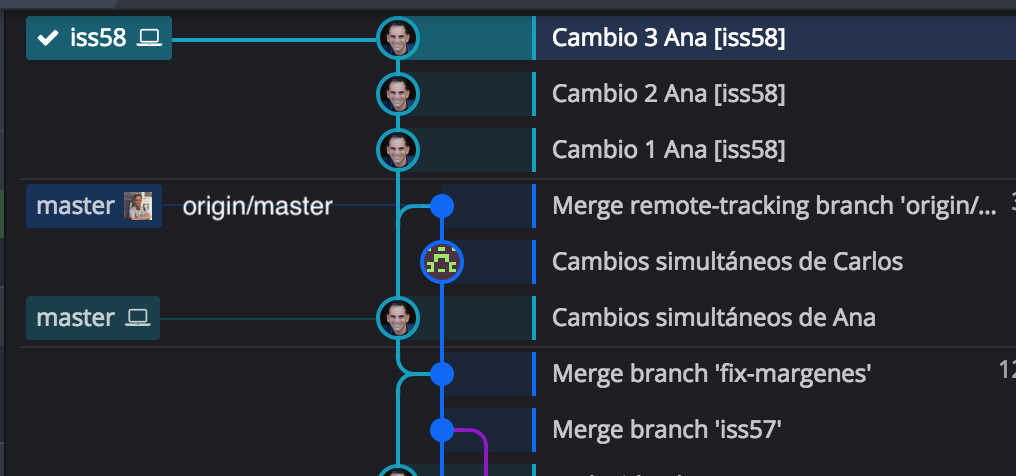 iss58 Cambio 3 Ana [iss58]
Cambio 2 Ana [iss58]
Cambio 1 Ana [iss58]
master origin/master Merge remote-tracking branch 'origin/...
Cambios simultáneos de Carlos
master Cambios simultáneos de Ana
Merge branch 'fix-margenes' 12
Merge branch 'iss57'